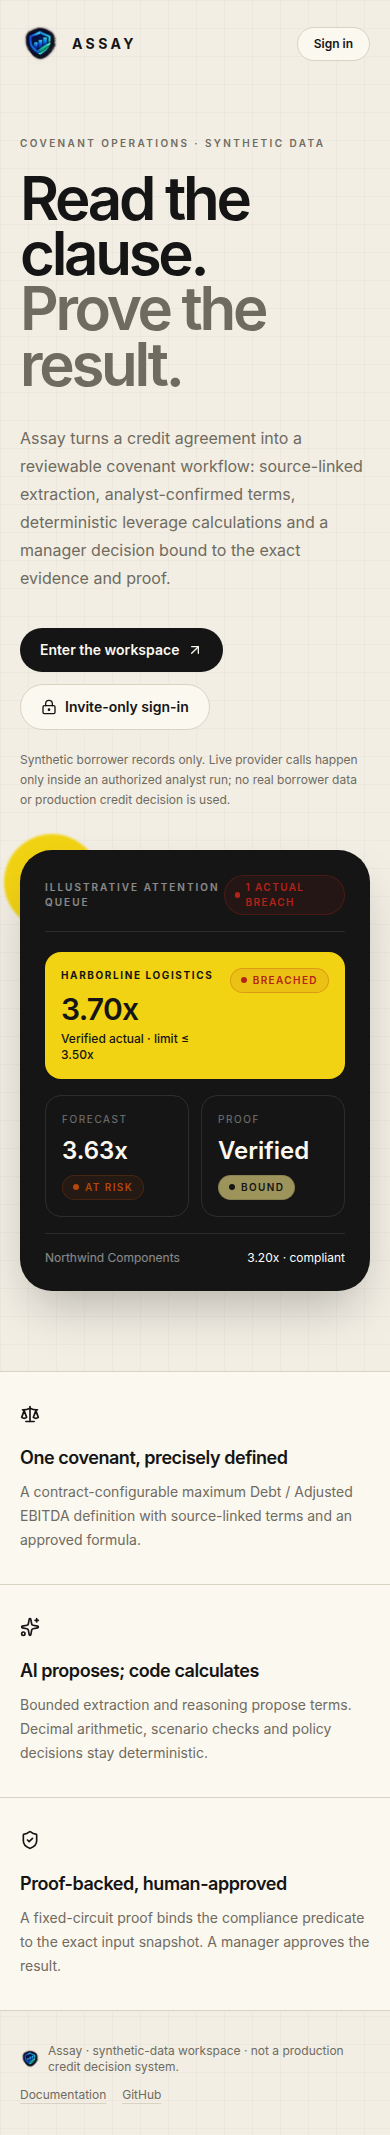 ASSAY
Sign in
COVENANT OPERATIONS · SYNTHETIC DATA
Read the
clause.
Prove the
result.
Assay turns a credit agreement into a
reviewable covenant workflow: source-linked
extraction, analyst-confirmed terms,
deterministic leverage calculations and a
manager decision bound to the exact
evidence and proof.
Enter the workspace
Invite-only sign-in
Synthetic borrower records only. Live provider calls happen
only inside an authorized analyst run; no real borrower data
or production credit decision is used.
ILLUSTRATIVE ATTENTION
QUEUE
1 ACTUAL
BREACH
HARBORLINE LOGISTICS
BREACHED
3.70x
Verified actual · limit ≤
3.50x
FORECAST
3.63x
AT RISK
PROOF
Verified
BOUND
Northwind Components
3.20x · compliant
One covenant, precisely defined
A contract-configurable maximum Debt / Adjusted
EBITDA definition with source-linked terms and an
approved formula.
AI proposes; code calculates
Bounded extraction and reasoning propose terms.
Decimal arithmetic, scenario checks and policy
decisions stay deterministic.
Proof-backed, human-approved
A fixed-circuit proof binds the compliance predicate
to the exact input snapshot. A manager approves the
result.
Assay · synthetic-data workspace · not a production
credit decision system.
Documentation
GitHub